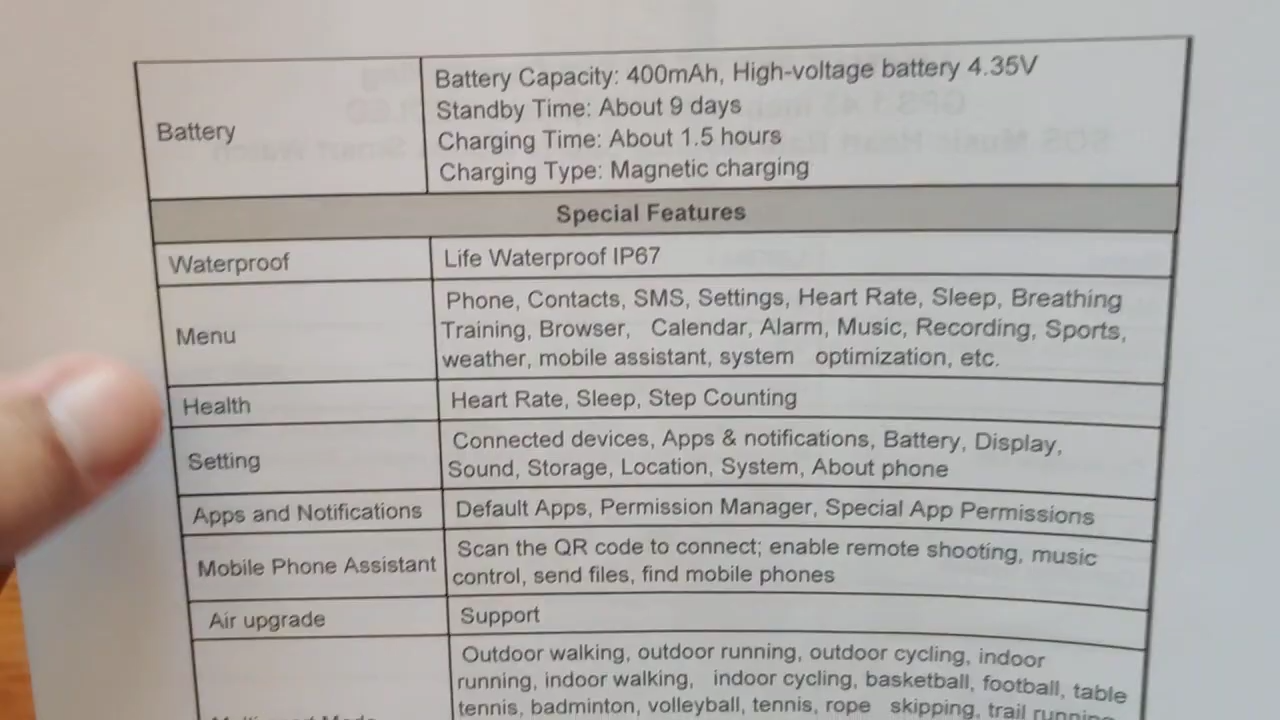 Battery
Battery Capacity: 400mAh, High-voltage battery 4.35V
Standby Time: About 9 days
Charging Time: About 1.5 hours
Charging Type: Magnetic charging
Special Features
Waterproof
Life Waterproof IP67
Menu
Phone, Contacts, SMS, Settings, Heart Rate, Sleep, Breathing
Training, Browser, Calendar, Alarm, Music, Recording, Sports,
weather, mobile assistant, system optimization, etc.
Health
Heart Rate, Sleep, Step Counting
Setting
Connected devices, Apps & notifications, Battery, Display,
Sound, Storage, Location, System, About phone
Apps and Notifications
Default Apps, Permission Manager, Special App Permissions
Mobile Phone Assistant
Scan the QR code to connect; enable remote shooting, music
control, send files, find mobile phones
Air upgrade
Support
Outdoor walking, outdoor running, outdoor cycling, indoor
running, indoor walking, indoor cycling, basketball, football, table
tennis, badminton, volleyball, tennis, rope skipping, trail running